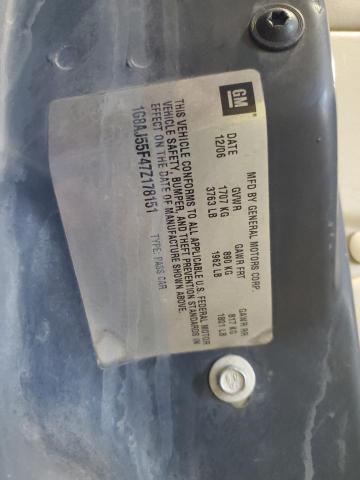 GM
MFD BY GENERAL MOTORS CORP.
DATE GVWR GAWR FRT GAWR RR
12/06 1707 KG 890 KG 817 KG
3763 LB 1962 LB 1801 LB
THIS VEHICLE CONFORMS TO ALL APPLICABLE U.S. FEDERAL MOTOR
VEHICLE SAFETY, BUMPER, AND THEFT PREVENTION STANDARDS IN
EFFECT ON THE DATE OF MANUFACTURE SHOWN ABOVE.
1G8AJ55F47Z178151 TYPE: PASS CAR